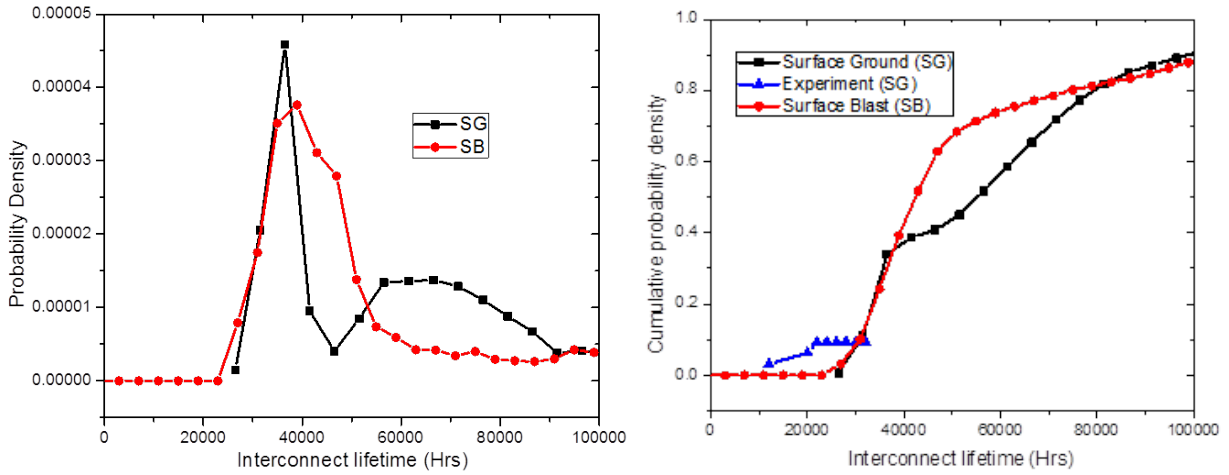 0.00005
0.00004
0.00003
0.00002
0.00001
0.00000
Probability Density
SG
SB
0
20000
40000
60000
80000
100000
Interconnect lifetime (Hrs)
1.0
0.8
0.6
0.4
0.2
0.0
Cumulative probability density
Surface Ground (SG)
Experiment (SG)
Surface Blast (SB)
0
20000
40000
60000
80000
100000
Interconnect lifetime (Hrs)